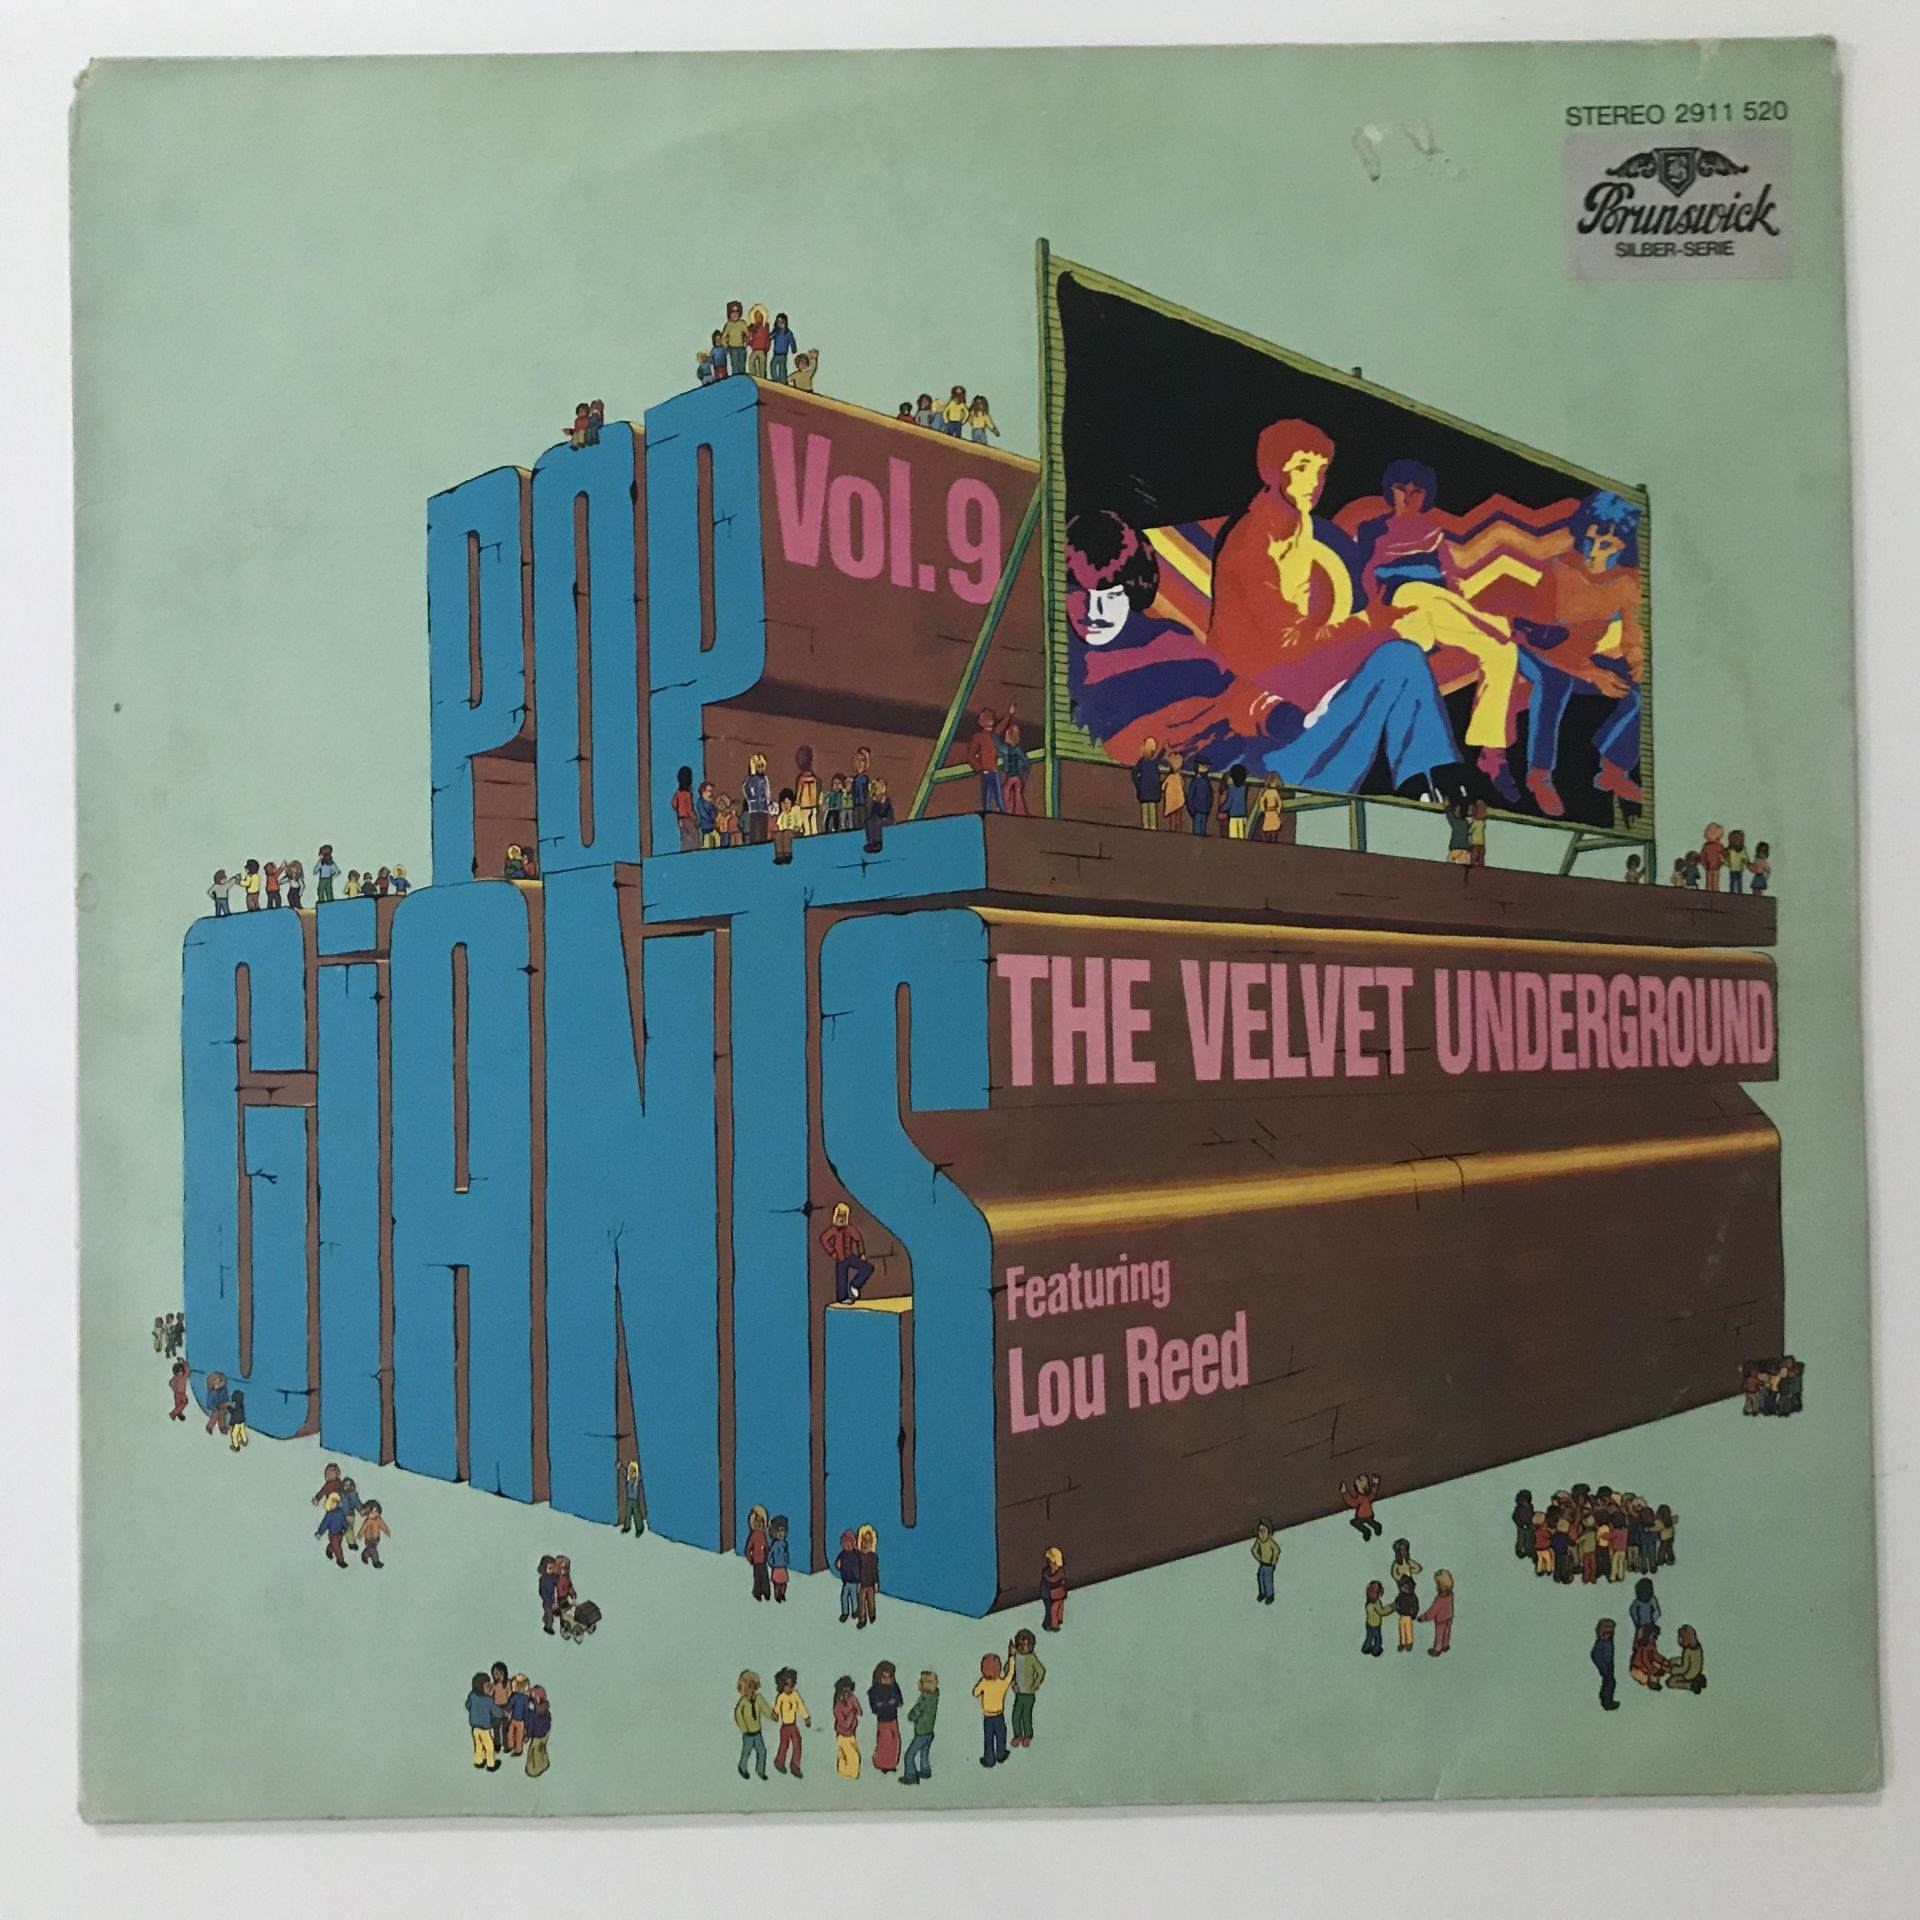 STEREO 2911 520
Brunswick
SILBER-SERIE
POP
Vol.9
GiANTS
THE VELVET UNDERGROUND
Featuring
Lou Reed